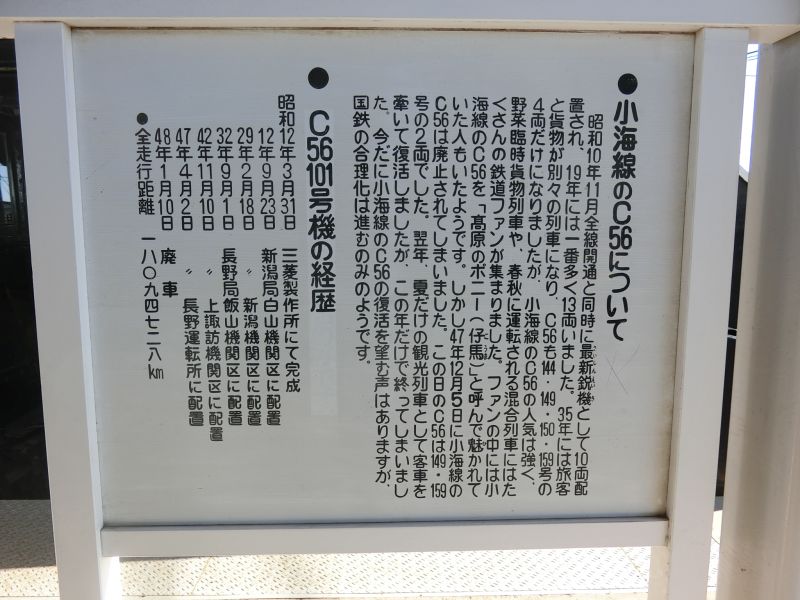 ●小海線のC56について
昭和10年11月全線開通と同時に最新鋭機として10両配
置され、19年には一番多く13両いました。35年には旅客
と貨物が別々の列車になり、C56も144・149・150・159号の
4両だけになりましたが、小海線のC56の人気は強く、
野菜臨時貨物列車や、春秋に運転される混合列車にはた
くさんの鉄道ファンが集まりました。ファンの中には小
海線のC56を、「高原のポニー(仔馬)」と呼んで魅かれて
いた人もいたようです。しかし47年12月5日に小海線の
C56は廃止されてしまいました。この日のC56は149・159
号の2両でした。翌年、夏だけの観光列車として客車を
牽いて復活しましたが、この年だけで終ってしまいまし
た。今だに小海線のC56の復活を望む声はありますが、
国鉄の合理化は進むのみのようです。
●C56101号機の経歴
昭和12年3月31日 三菱製作所にて完成
12年9月23日 新潟局白山機関区に配置
29年2月18日 〃 新潟機関区に配置
32年9月1日 長野局飯山機関区に配置
42年11月10日 〃 上諏訪機関区に配置
47年4月2日 〃 長野運転所に配置
48年1月10日 廃車
●全走行距離 一八〇九四七二八km